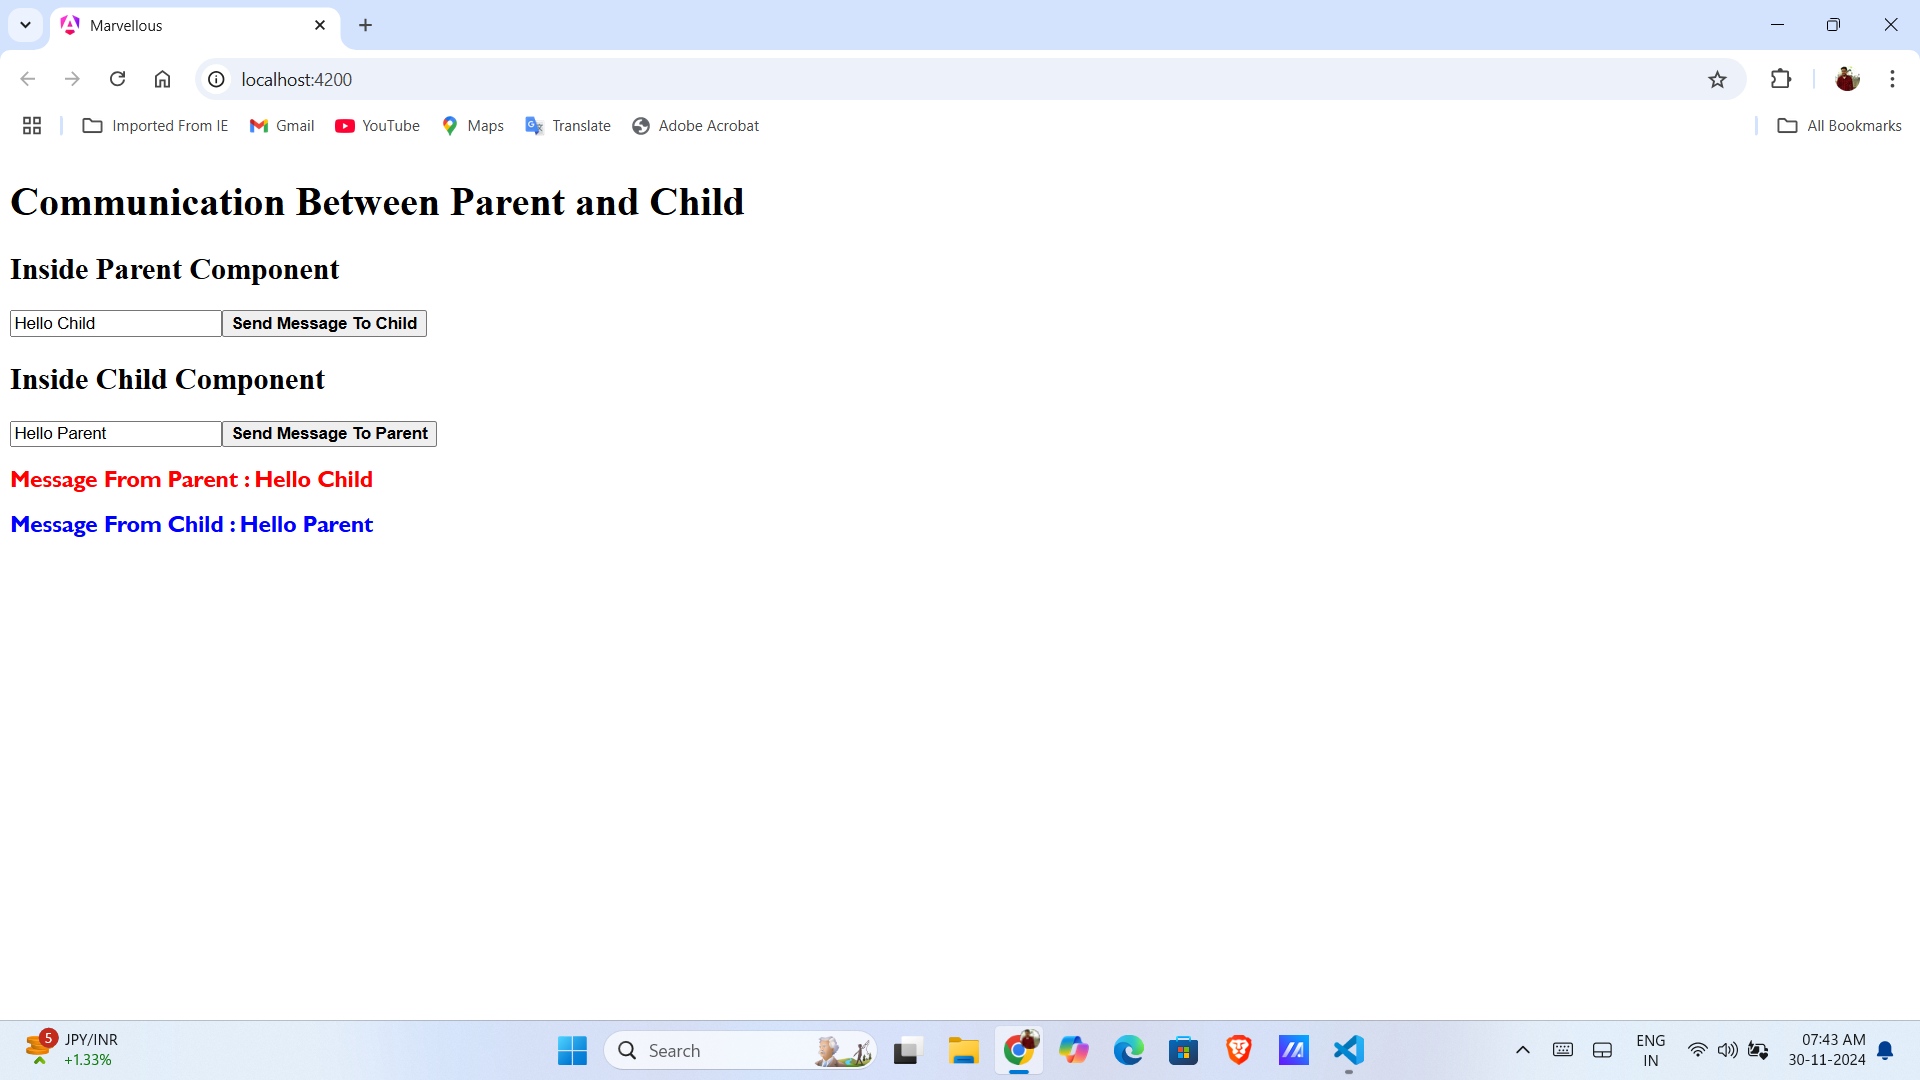 Marvellous
localhost:4200
Imported From IE
Gmail
YouTube
Maps
Translate
Adobe Acrobat
All Bookmarks
Communication Between Parent and Child
Inside Parent Component
Hello Child Send Message To Child
Inside Child Component
Hello Parent Send Message To Parent
Message From Parent : Hello Child
Message From Child : Hello Parent
5
JPY/INR
+1.33%
Search
ENG
IN
07:43 AM
30-11-2024